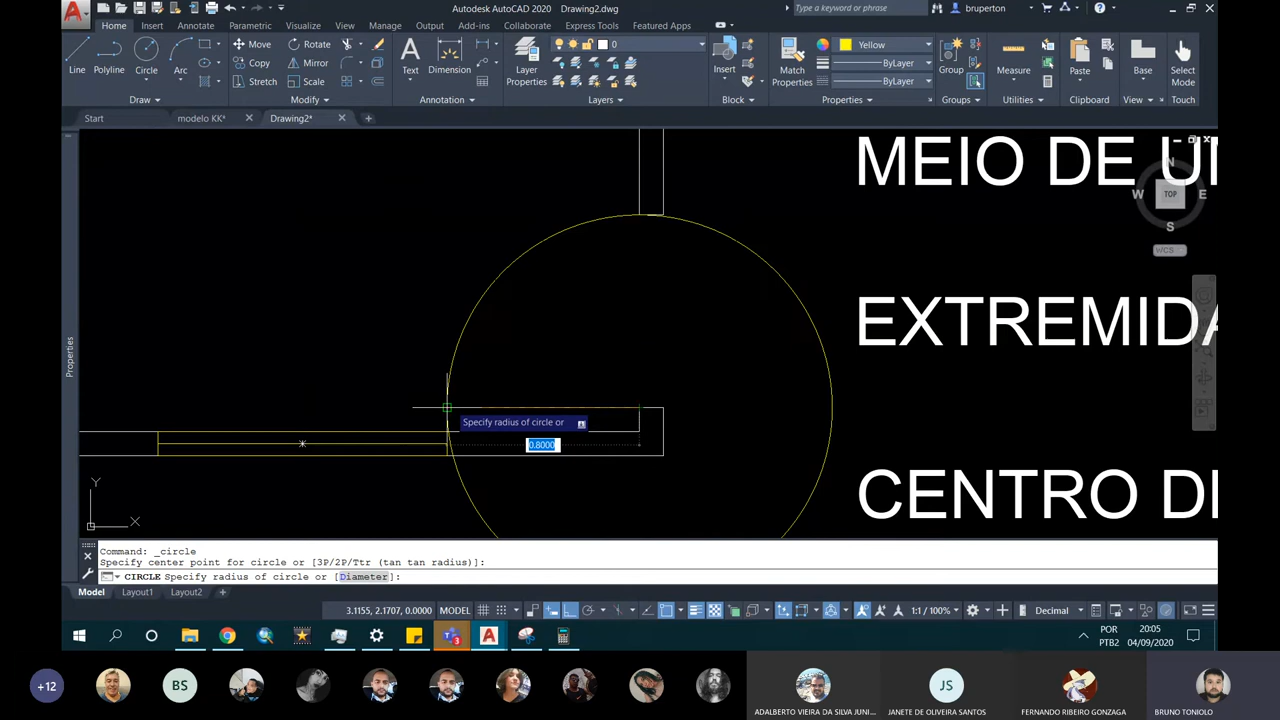 Autodesk AutoCAD 2020 Drawing2.dwg
Type a keyword or phrase
bruperton
Home
Insert
Annotate
Parametric
Visualize
View
Manage
Output
Add-ins
Collaborate
Express Tools
Featured Apps
Line
Polyline
Circle
Arc
Move
Rotate
Copy
Mirror
Stretch
Scale
Text
Dimension
Layer
Properties
0
Insert
Match
Properties
Yellow
ByLayer
ByLayer
Group
Measure
Paste
Base
Select
Mode
Draw
Modify
Annotation
Layers
Block
Properties
Groups
Utilities
Clipboard
View
Touch
Start
modelo KK*
Drawing2*
MEIO DE U
N
W
TOP
E
S
WCS
EXTREMIDA
Properties
Specify radius of circle or
0.8000
CENTRO DE
Y
X
Command: _circle
Specify center point for circle or [3P/2P/Ttr (tan tan radius)]:
CIRCLE Specify radius of circle or [Diameter]:
Model
Layout1
Layout2
3.1155, 2.1707, 0.0000
MODEL
1:1 / 100%
Decimal
3
A
POR
PTB2
20:05
04/09/2020
+12
BS
JS
ADALBERTO VIEIRA DA SILVA JUNI...
JANETE DE OLIVEIRA SANTOS
FERNANDO RIBEIRO GONZAGA
BRUNO TONIOLO